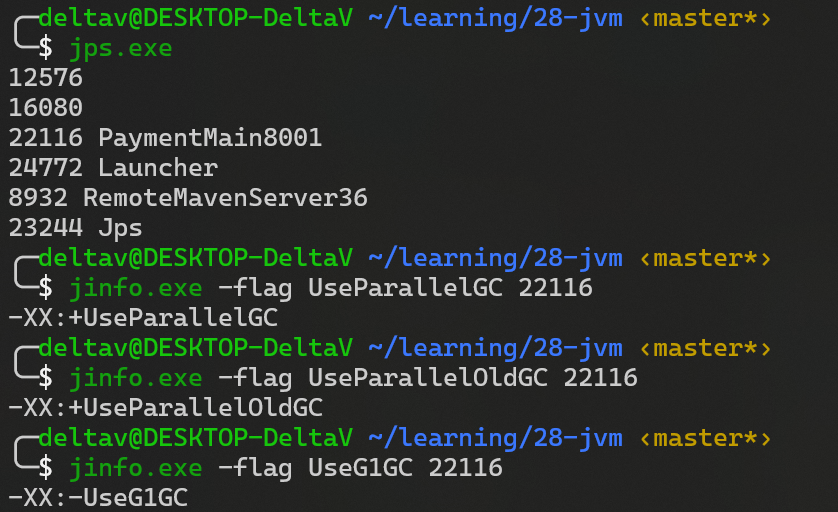 deltav@DESKTOP-DeltaV ~/learning/28-jvm ‹master*›
$ jps.exe
12576
16080
22116 PaymentMain8001
24772 Launcher
8932 RemoteMavenServer36
23244 Jps
deltav@DESKTOP-DeltaV ~/learning/28-jvm ‹master*›
$ jinfo.exe -flag UseParallelGC 22116
-XX:+UseParallelGC
deltav@DESKTOP-DeltaV ~/learning/28-jvm ‹master*›
$ jinfo.exe -flag UseParallelOldGC 22116
-XX:+UseParallelOldGC
deltav@DESKTOP-DeltaV ~/learning/28-jvm ‹master*›
$ jinfo.exe -flag UseG1GC 22116
-XX:-UseG1GC